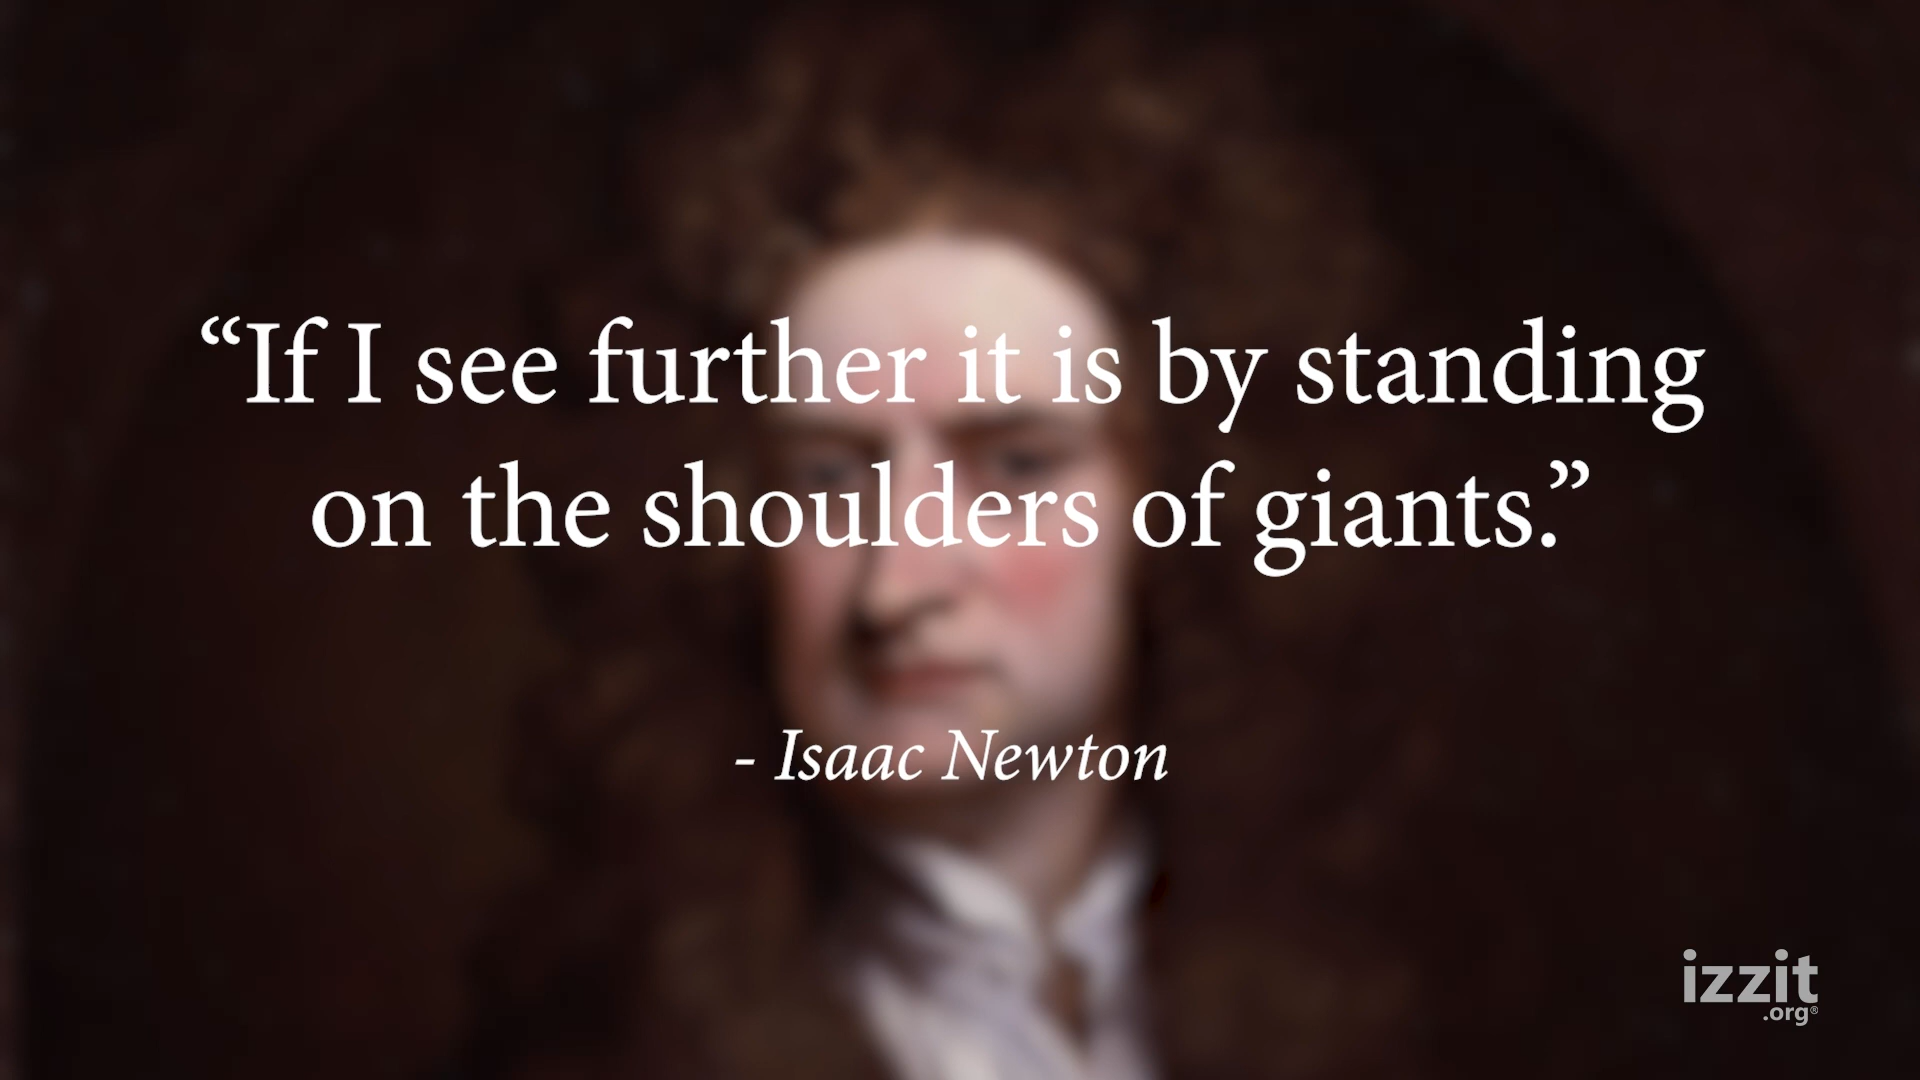 “If I see further it is by standing
on the shoulders of giants.”
- Isaac Newton
izzit
.org®